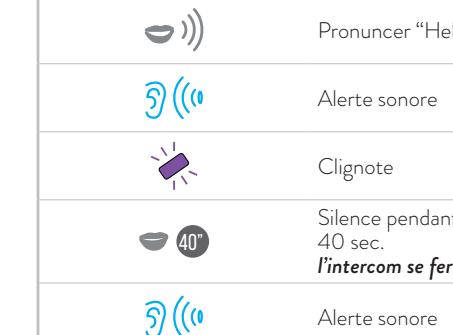 Pronuncer “Hel
Alerte sonore
Clignote
Silence pendant
40"
40 sec.
l’intercom se fer
Alerte sonore